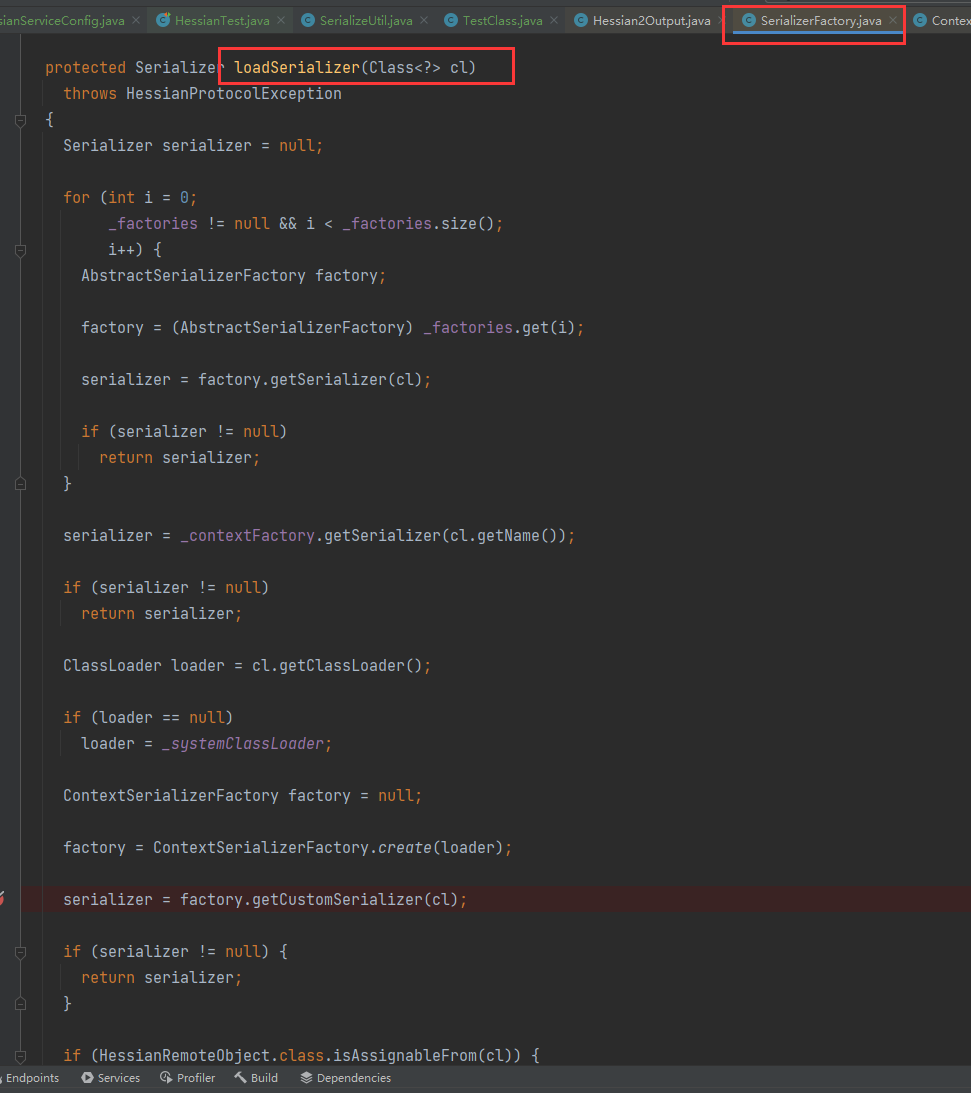 sianServiceConfig.java HessianTest.java SerializeUtil.java TestClass.java Hessian2Output.java SerializerFactory.java Contex
protected Serializer loadSerializer(Class<?> cl)
throws HessianProtocolException
{
Serializer serializer = null;
for (int i = 0;
_factories != null && i < _factories.size();
i++) {
AbstractSerializerFactory factory;
factory = (AbstractSerializerFactory) _factories.get(i);
serializer = factory.getSerializer(cl);
if (serializer != null)
return serializer;
}
serializer = _contextFactory.getSerializer(cl.getName());
if (serializer != null)
return serializer;
ClassLoader loader = cl.getClassLoader();
if (loader == null)
loader = _systemClassLoader;
ContextSerializerFactory factory = null;
factory = ContextSerializerFactory.create(loader);
serializer = factory.getCustomSerializer(cl);
if (serializer != null) {
return serializer;
}
if (HessianRemoteObject.class.isAssignableFrom(cl)) {
Endpoints Services Profiler Build Dependencies